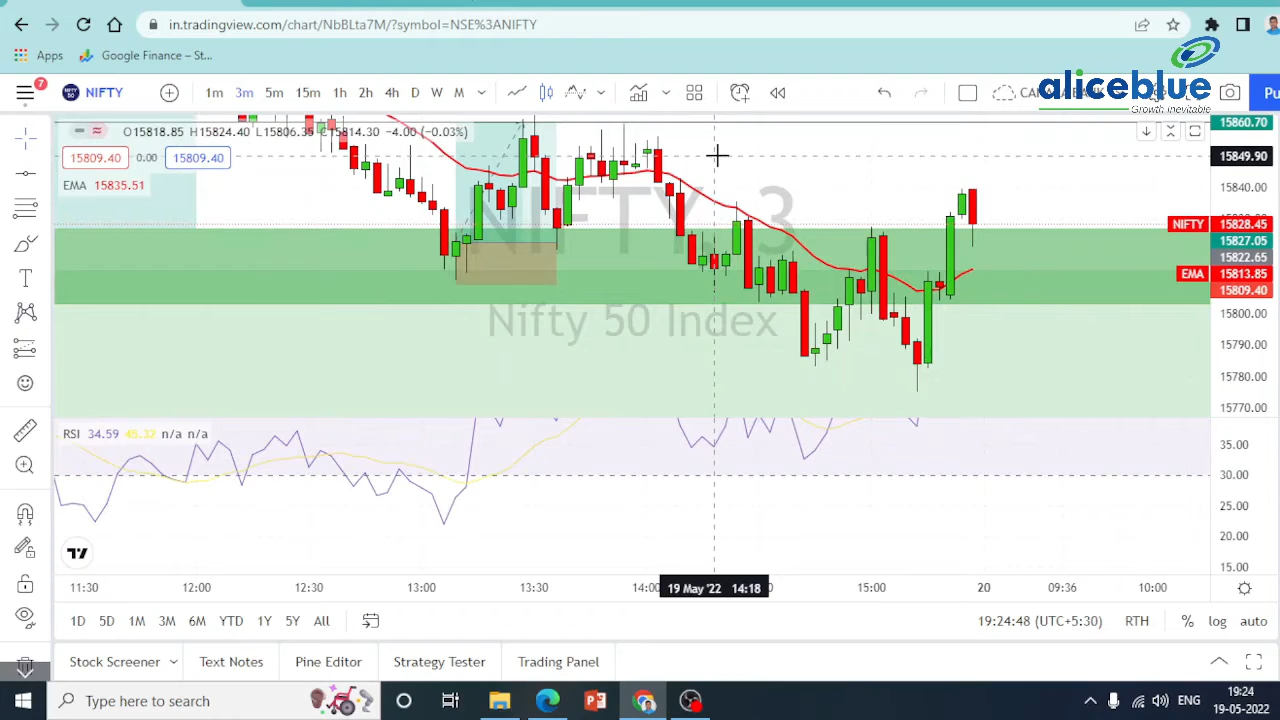 in.tradingview.com/chart/NbBLta7M/?symbol=NSE%3ANIFTY
Apps Google Finance – St...
aliceblue
Growth inevitable
7
NIFTY 1m 3m 5m 15m 1h 2h 4h D W M
Pu
O15818.85 H15824.40 L15806.35 15814.30 -4.00 (-0.03%)
15809.40 0.00 15809.40
EMA 15835.51
NIFTY, 3
Nifty 50 Index
15860.70
15849.90
15840.00
NIFTY 15828.45
15827.05
15822.65
EMA 15813.85
15809.40
15800.00
15790.00
15780.00
15770.00
RSI 34.59 45.32 n/a n/a
35.00
30.00
25.00
20.00
15.00
11:30 12:00 12:30 13:00 13:30 14:00 19 May '22 14:18 15:00 20 09:36 10:00
1D 5D 1M 3M 6M YTD 1Y 5Y All 19:24:48 (UTC+5:30) RTH % log auto
Stock Screener Text Notes Pine Editor Strategy Tester Trading Panel
Type here to search ENG 19:24
19-05-2022